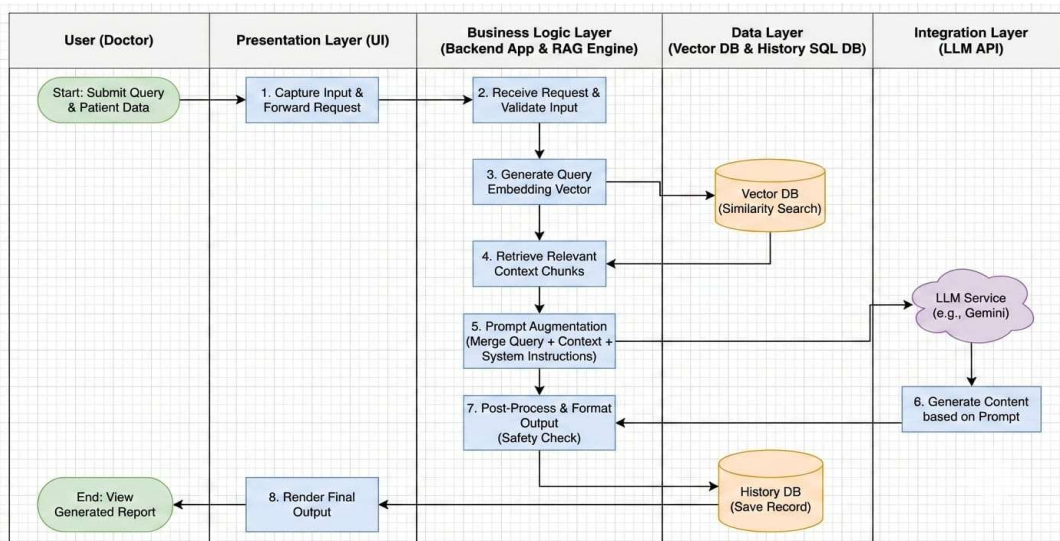 User (Doctor)
Presentation Layer (UI)
Business Logic Layer
(Backend App & RAG Engine)
Data Layer
(Vector DB & History SQL DB)
Integration Layer
(LLM API)
Start: Submit Query
& Patient Data
1. Capture Input &
Forward Request
2. Receive Request &
Validate Input
3. Generate Query
Embedding Vector
Vector DB
(Similarity Search)
4. Retrieve Relevant
Context Chunks
LLM Service
(e.g., Gemini)
5. Prompt Augmentation
(Merge Query + Context +
System Instructions)
6. Generate Content
based on Prompt
7. Post-Process & Format
Output
(Safety Check)
History DB
(Save Record)
8. Render Final
Output
End: View
Generated Report